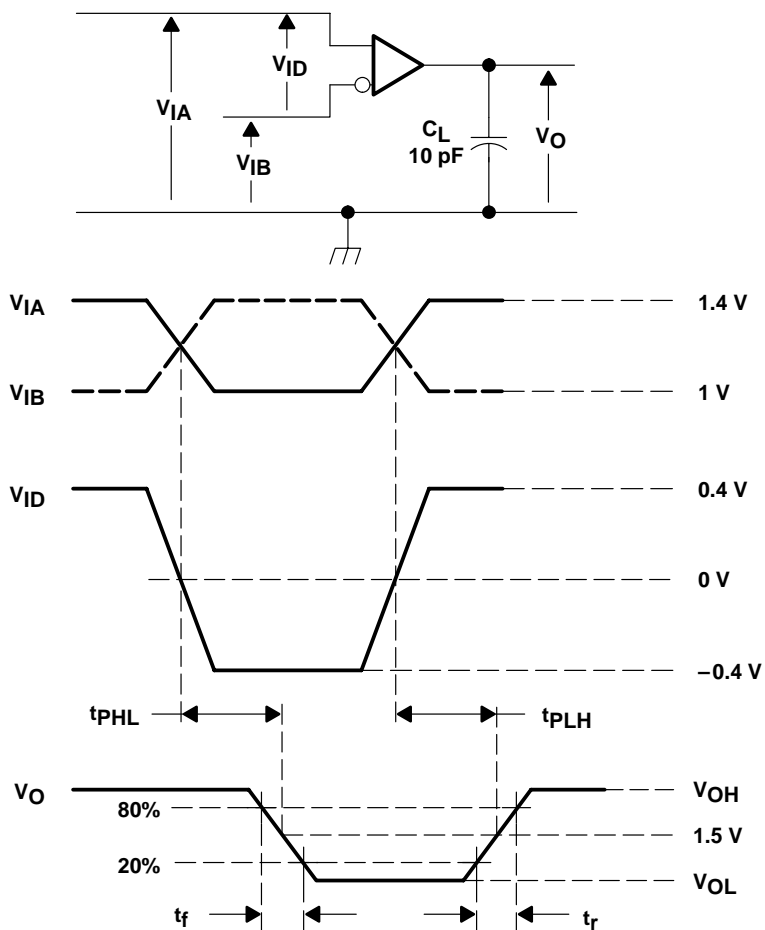 VID
VIA
CL
10 pF
VO
VIB
VIA
1.4 V
VIB
1 V
VID
0.4 V
0 V
–0.4 V
tPHL
tPLH
VO
VOH
80%
1.5 V
20%
VOL
tf
tr